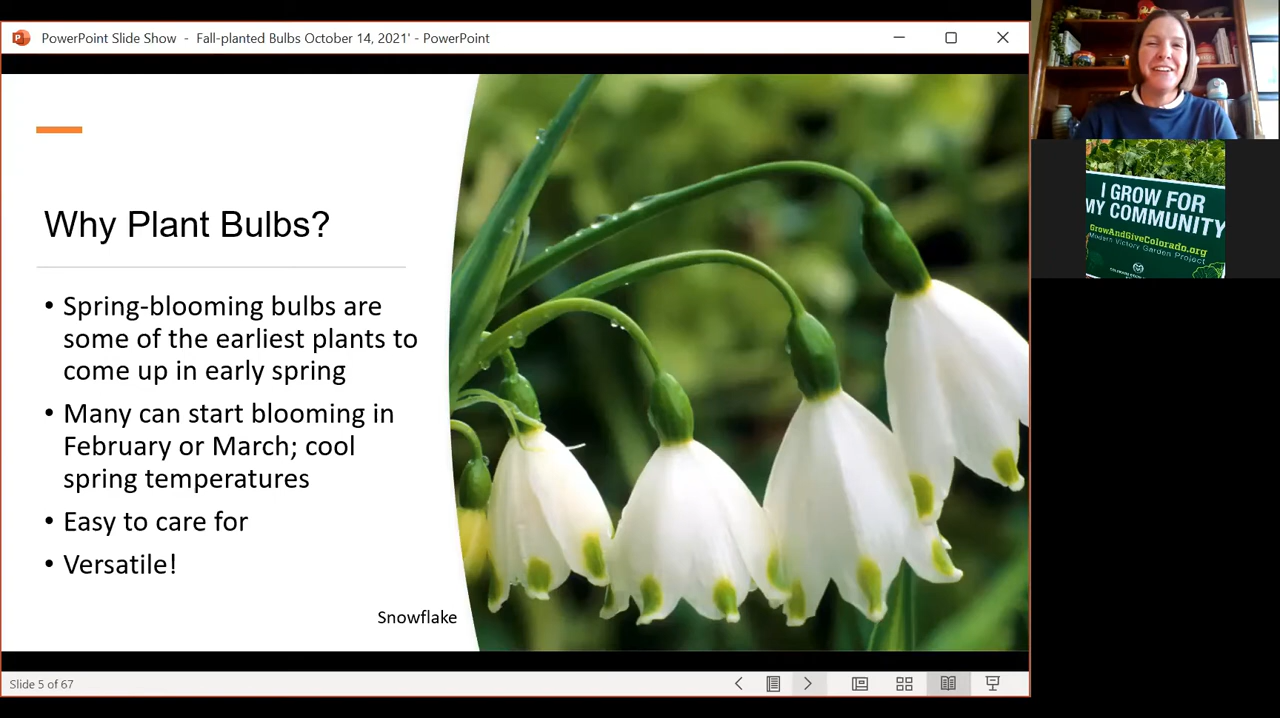 PowerPoint Slide Show - Fall-planted Bulbs October 14, 2021' - PowerPoint
Why Plant Bulbs?
• Spring-blooming bulbs are
some of the earliest plants to
come up in early spring
• Many can start blooming in
February or March; cool
spring temperatures
• Easy to care for
• Versatile!
Snowflake
Slide 5 of 67
I GROW FOR
MY COMMUNITY
GrowAndGiveColorado.org
Modern Victory Garden Project